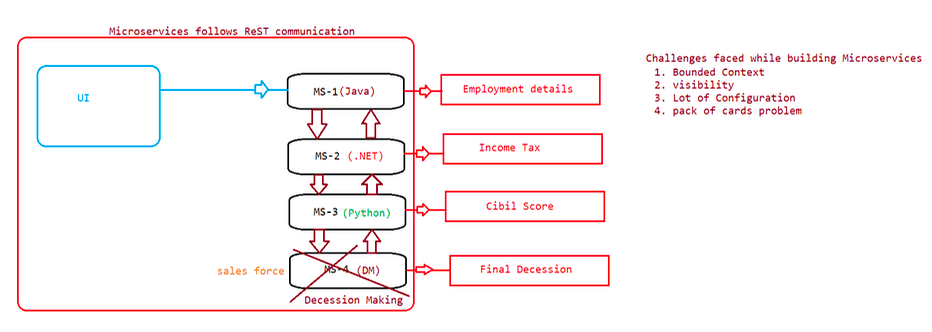 Microservices follows ReST communication
Challenges faced while building Microservices
1. Bounded Context
2. visibility
3. Lot of Configuration
4. pack of cards problem
UI
MS-1(Java)
Employment details
MS-2 (.NET)
Income Tax
MS-3 (Python)
Cibil Score
sales force
MS-4 (DM)
Final Decession
Decession Making